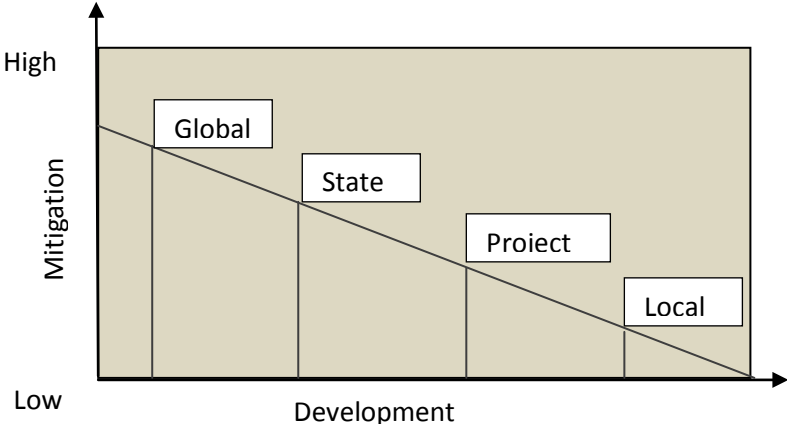 High
Global
State
Mitigation
Proiect
Local
Low
Development